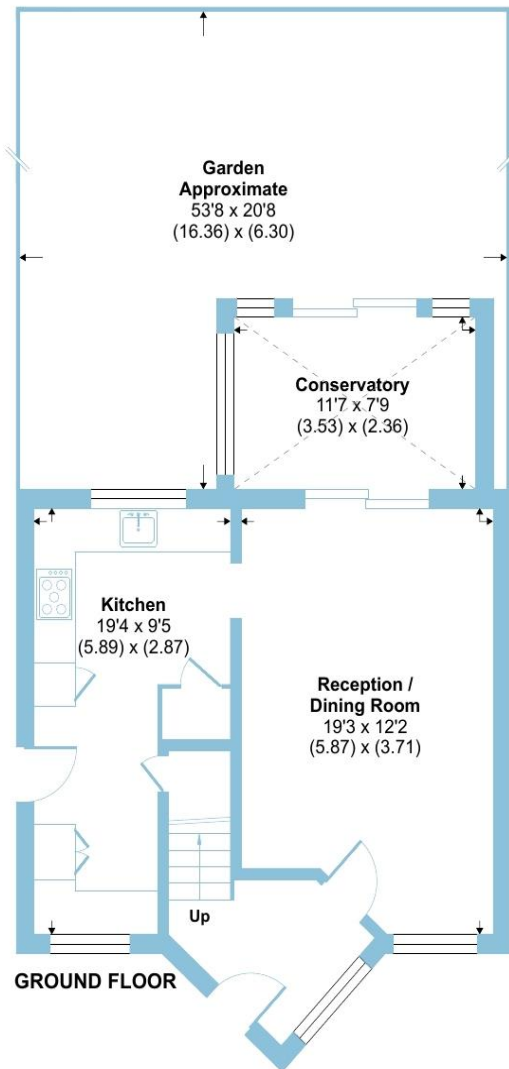 Garden
Approximate
53'8 x 20'8
(16.36) x (6.30)
Conservatory
11'7 x 7'9
(3.53) x (2.36)
Kitchen
19'4 x 9'5
(5.89) x (2.87)
Reception /
Dining Room
19'3 x 12'2
(5.87) x (3.71)
Up
GROUND FLOOR